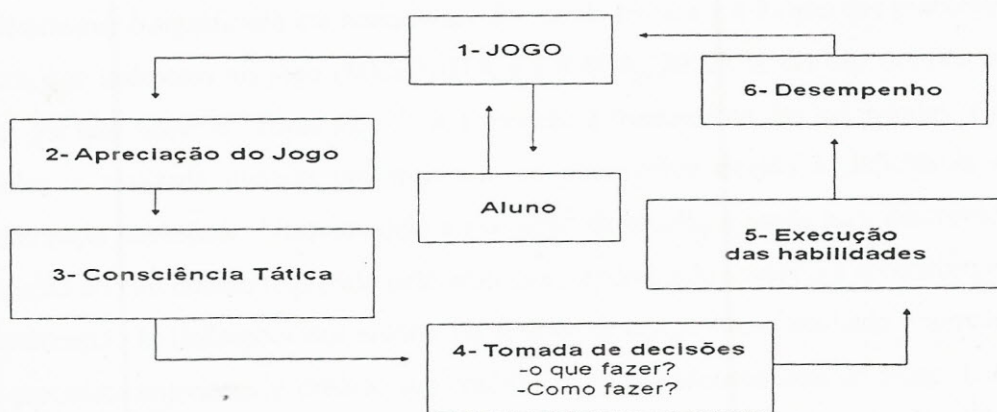 1- JOGO
6- Desempenho
2- Apreciação do Jogo
Aluno
5- Execução
das habilidades
3- Consciência Tática
4- Tomada de decisões
-o que fazer?
-Como fazer?